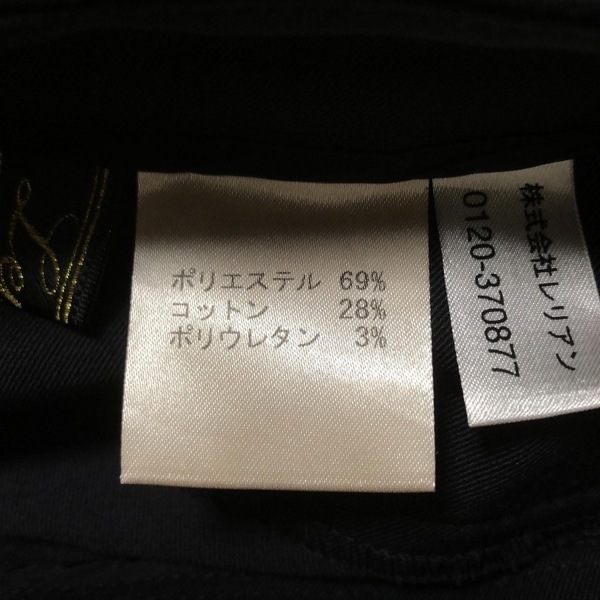 ポリエステル 69%
コットン 28%
ポリウレタン 3%
株式会社レリアン
0120-370877